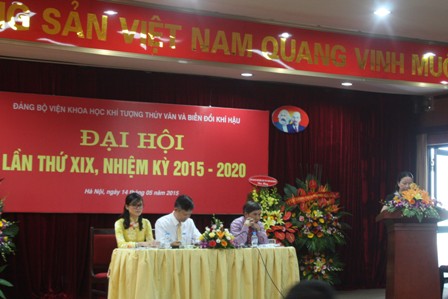 NG SẢN VIỆT NAM QUANG VINH MUÔ
ĐẢNG BỘ VIỆN KHOA HỌC KHÍ TƯỢNG THỦY VĂN VÀ BIẾN ĐỔI KHÍ HẬU
ĐẠI HỘI
LẦN THỨ XIX, NHIỆM KỲ 2015 - 2020
Hà Nội, ngày 14 tháng 05 năm 2015